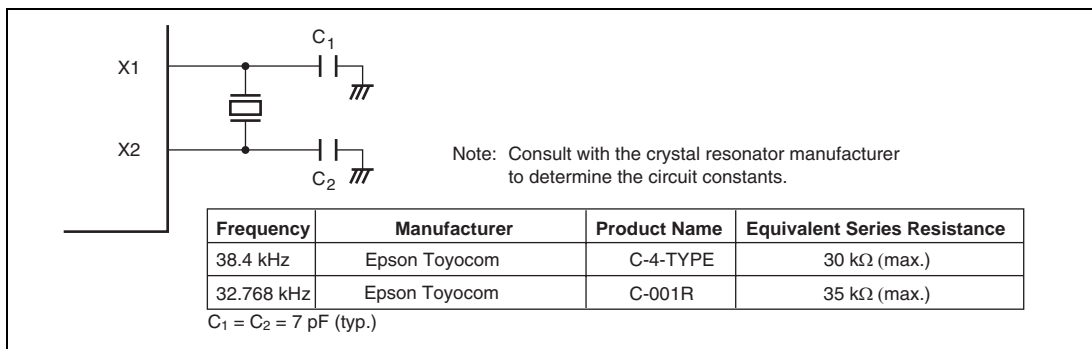 C1
X1
X2
C2
Note: Consult with the crystal resonator manufacturer
to determine the circuit constants.
Frequency Manufacturer Product Name Equivalent Series Resistance
38.4 kHz Epson Toyocom C-4-TYPE 30 kΩ (max.)
32.768 kHz Epson Toyocom C-001R 35 kΩ (max.)
C1 = C2 = 7 pF (typ.)